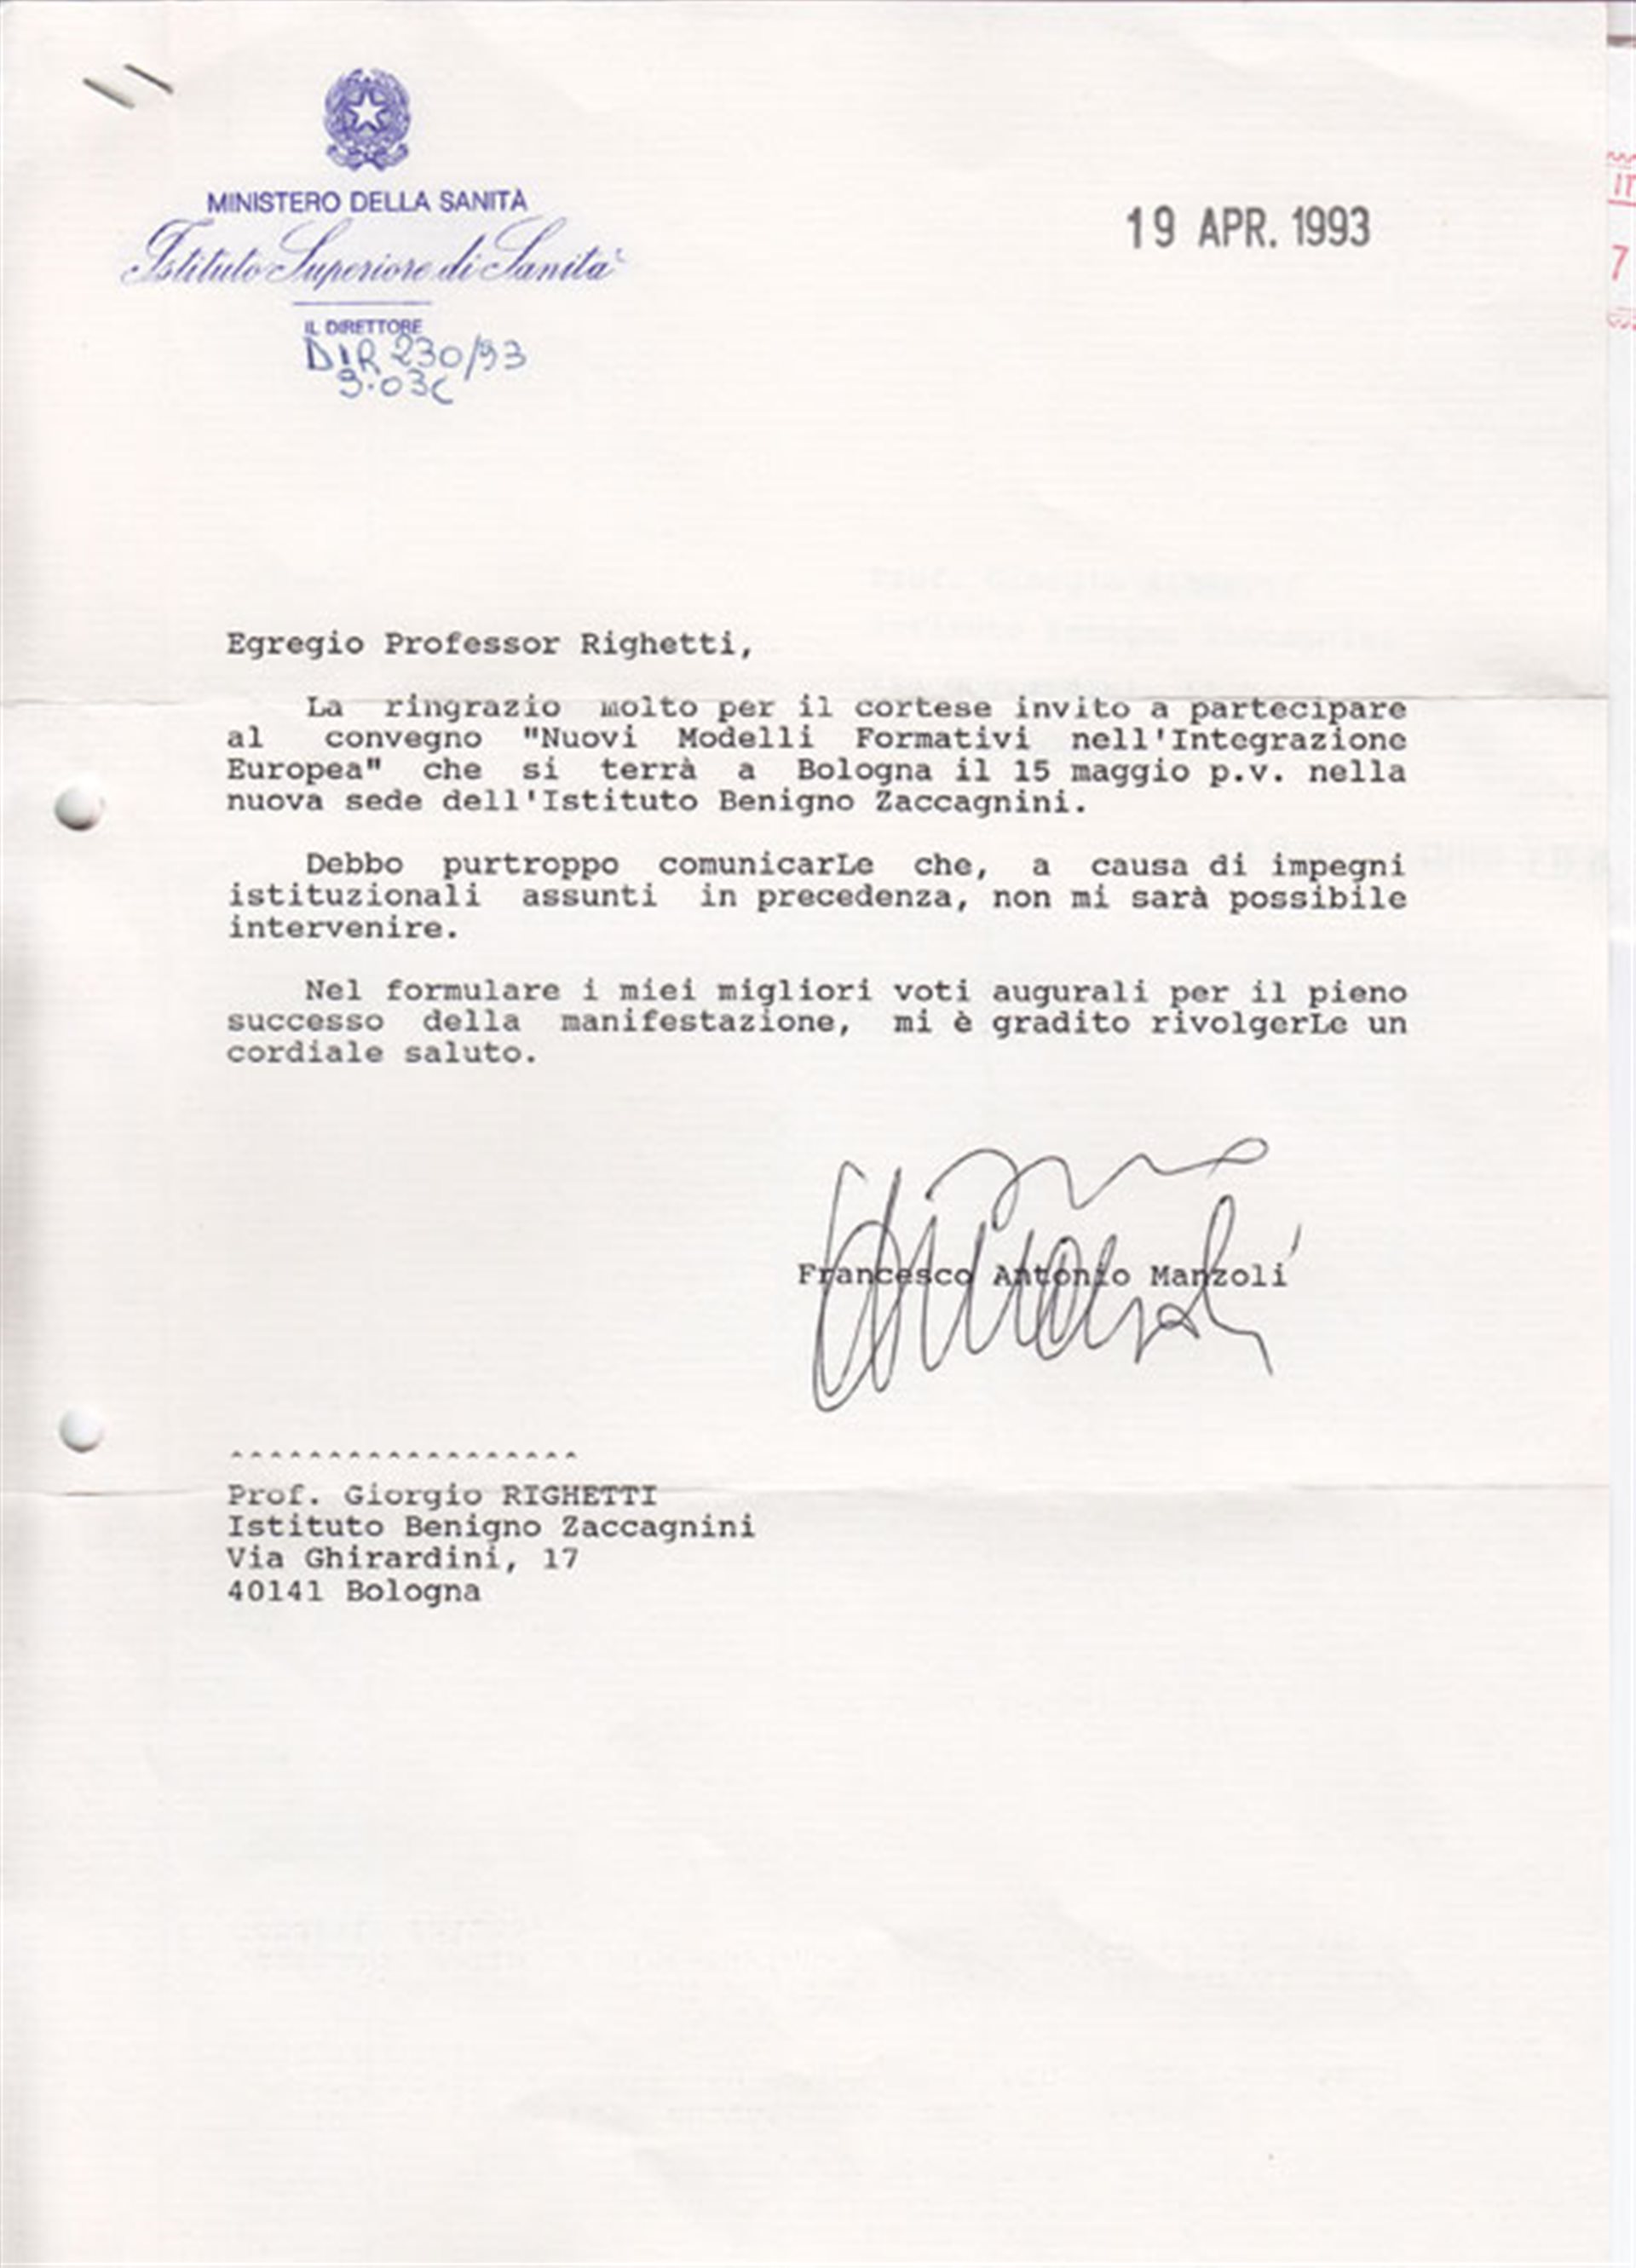 MINISTERO DELLA SANITÀ
Istituto Superiore di Sanita'
IL DIRETTORE
DIR 230/93
9.03C
19 APR. 1993
IT
7
Egregio Professor Righetti,
La ringrazio molto per il cortese invito a partecipare
al convegno "Nuovi Modelli Formativi nell'Integrazione
Europea" che si terrà a Bologna il 15 maggio p.v. nella
nuova sede dell'Istituto Benigno Zaccagnini.
Debbo purtroppo comunicarLe che, a causa di impegni
istituzionali assunti in precedenza, non mi sarà possibile
intervenire.
Nel formulare i miei migliori voti augurali per il pieno
successo della manifestazione, mi è gradito rivolgerLe un
cordiale saluto.
Francesco Antonio Manzoli
Prof. Giorgio RIGHETTI
Istituto Benigno Zaccagnini
Via Ghirardini, 17
40141 Bologna